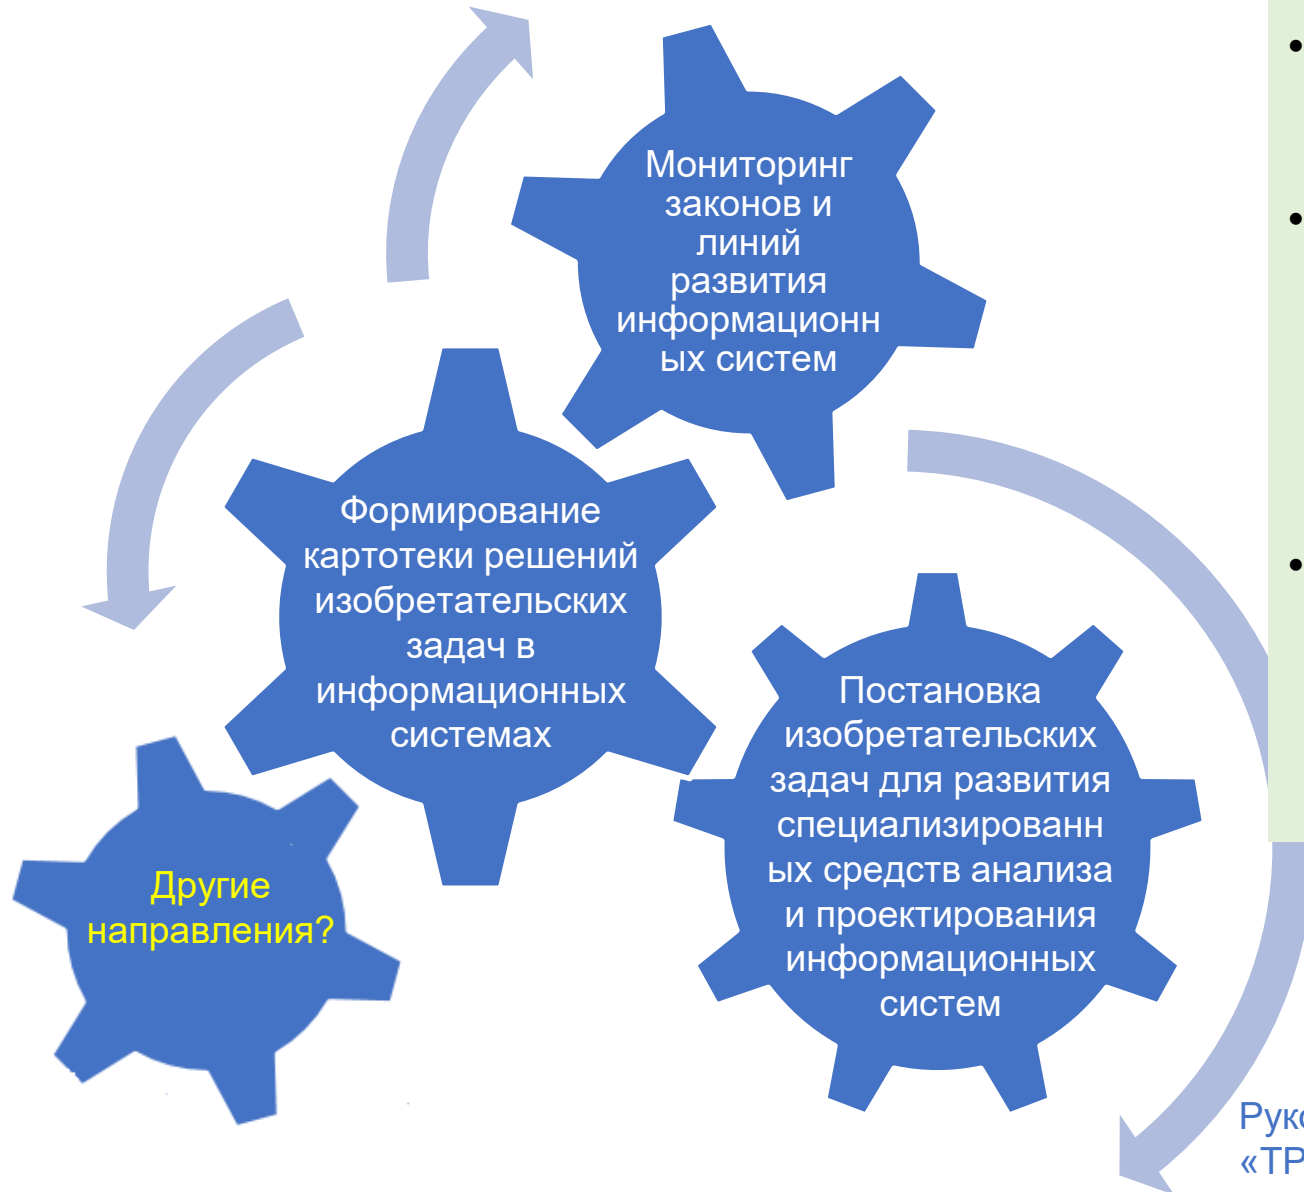 Мониторинг
законов и
линий
развития
информационн
ых систем
Формирование
картотеки решений
изобретательских
задач в
информационных
системах
Постановка
изобретательских
задач для развития
специализированн
ых средств анализа
и проектирования
информационных
систем
Другие
направления?